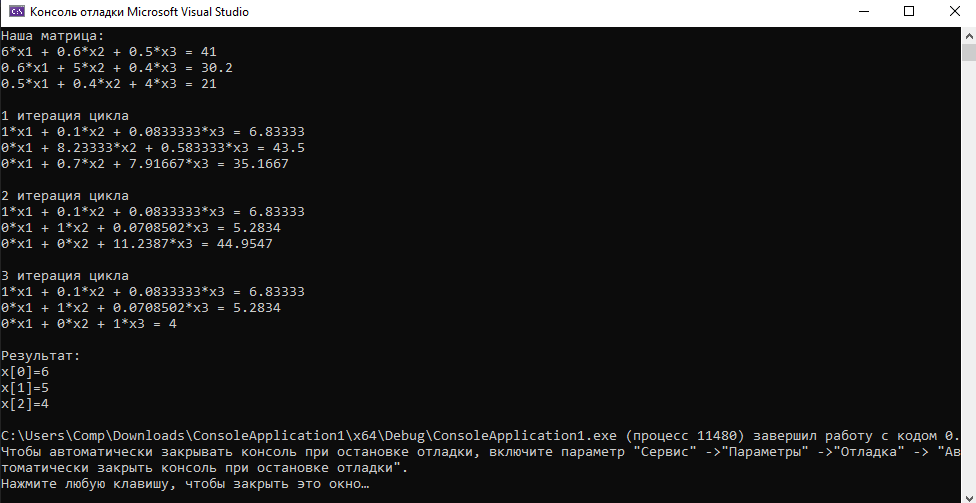 Консоль отладки Microsoft Visual Studio
Наша матрица:
6*x1 + 0.6*x2 + 0.5*x3 = 41
0.6*x1 + 5*x2 + 0.4*x3 = 30.2
0.5*x1 + 0.4*x2 + 4*x3 = 21
1 итерация цикла
1*x1 + 0.1*x2 + 0.0833333*x3 = 6.83333
0*x1 + 8.23333*x2 + 0.583333*x3 = 43.5
0*x1 + 0.7*x2 + 7.91667*x3 = 35.1667
2 итерация цикла
1*x1 + 0.1*x2 + 0.0833333*x3 = 6.83333
0*x1 + 1*x2 + 0.0708502*x3 = 5.2834
0*x1 + 0*x2 + 11.2387*x3 = 44.9547
3 итерация цикла
1*x1 + 0.1*x2 + 0.0833333*x3 = 6.83333
0*x1 + 1*x2 + 0.0708502*x3 = 5.2834
0*x1 + 0*x2 + 1*x3 = 4
Результат:
x[0]=6
x[1]=5
x[2]=4
C:\Users\Comp\Downloads\ConsoleApplication1\x64\Debug\ConsoleApplication1.exe (процесс 11480) завершил работу с кодом 0.
Чтобы автоматически закрывать консоль при остановке отладки, включите параметр "Сервис" ->"Параметры" ->"Отладка" -> "Ав
томатически закрыть консоль при остановке отладки".
Нажмите любую клавишу, чтобы закрыть это окно…